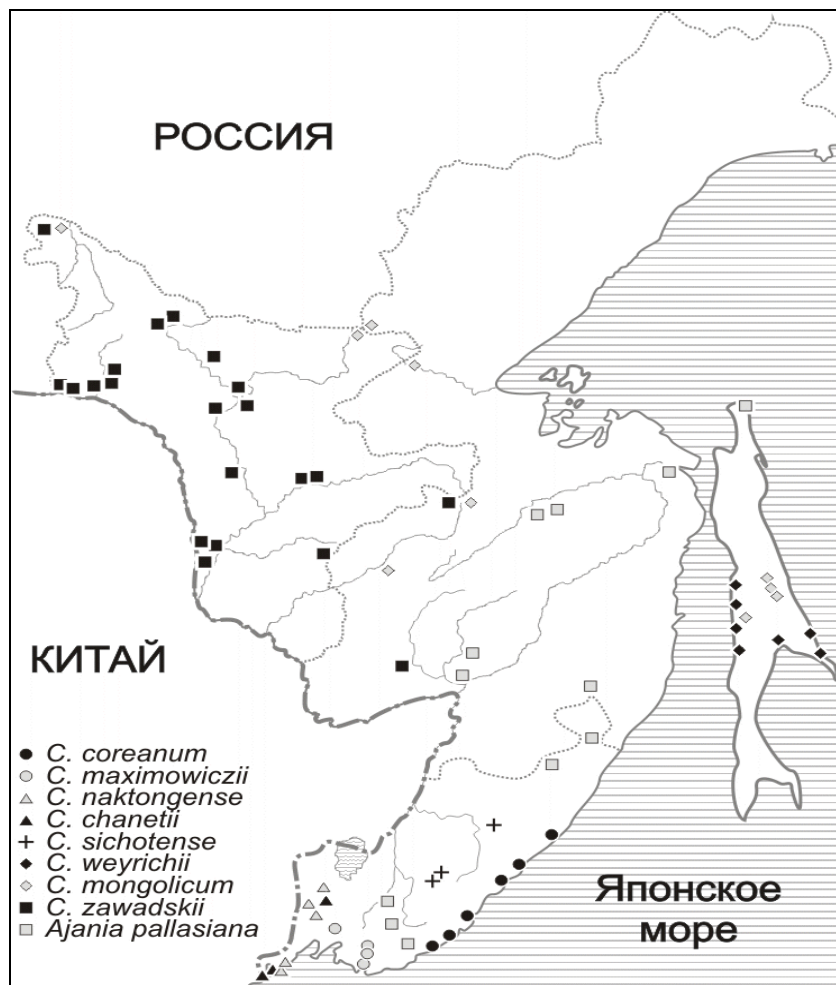 РОССИЯ
КИТАЙ
C. coreanum
C. maximowiczii
C. naktongense
C. chanetii
C. sichotense
C. weyrichii
C. mongolicum
C. zawadskii
Ajania pallasiana
Японское
море